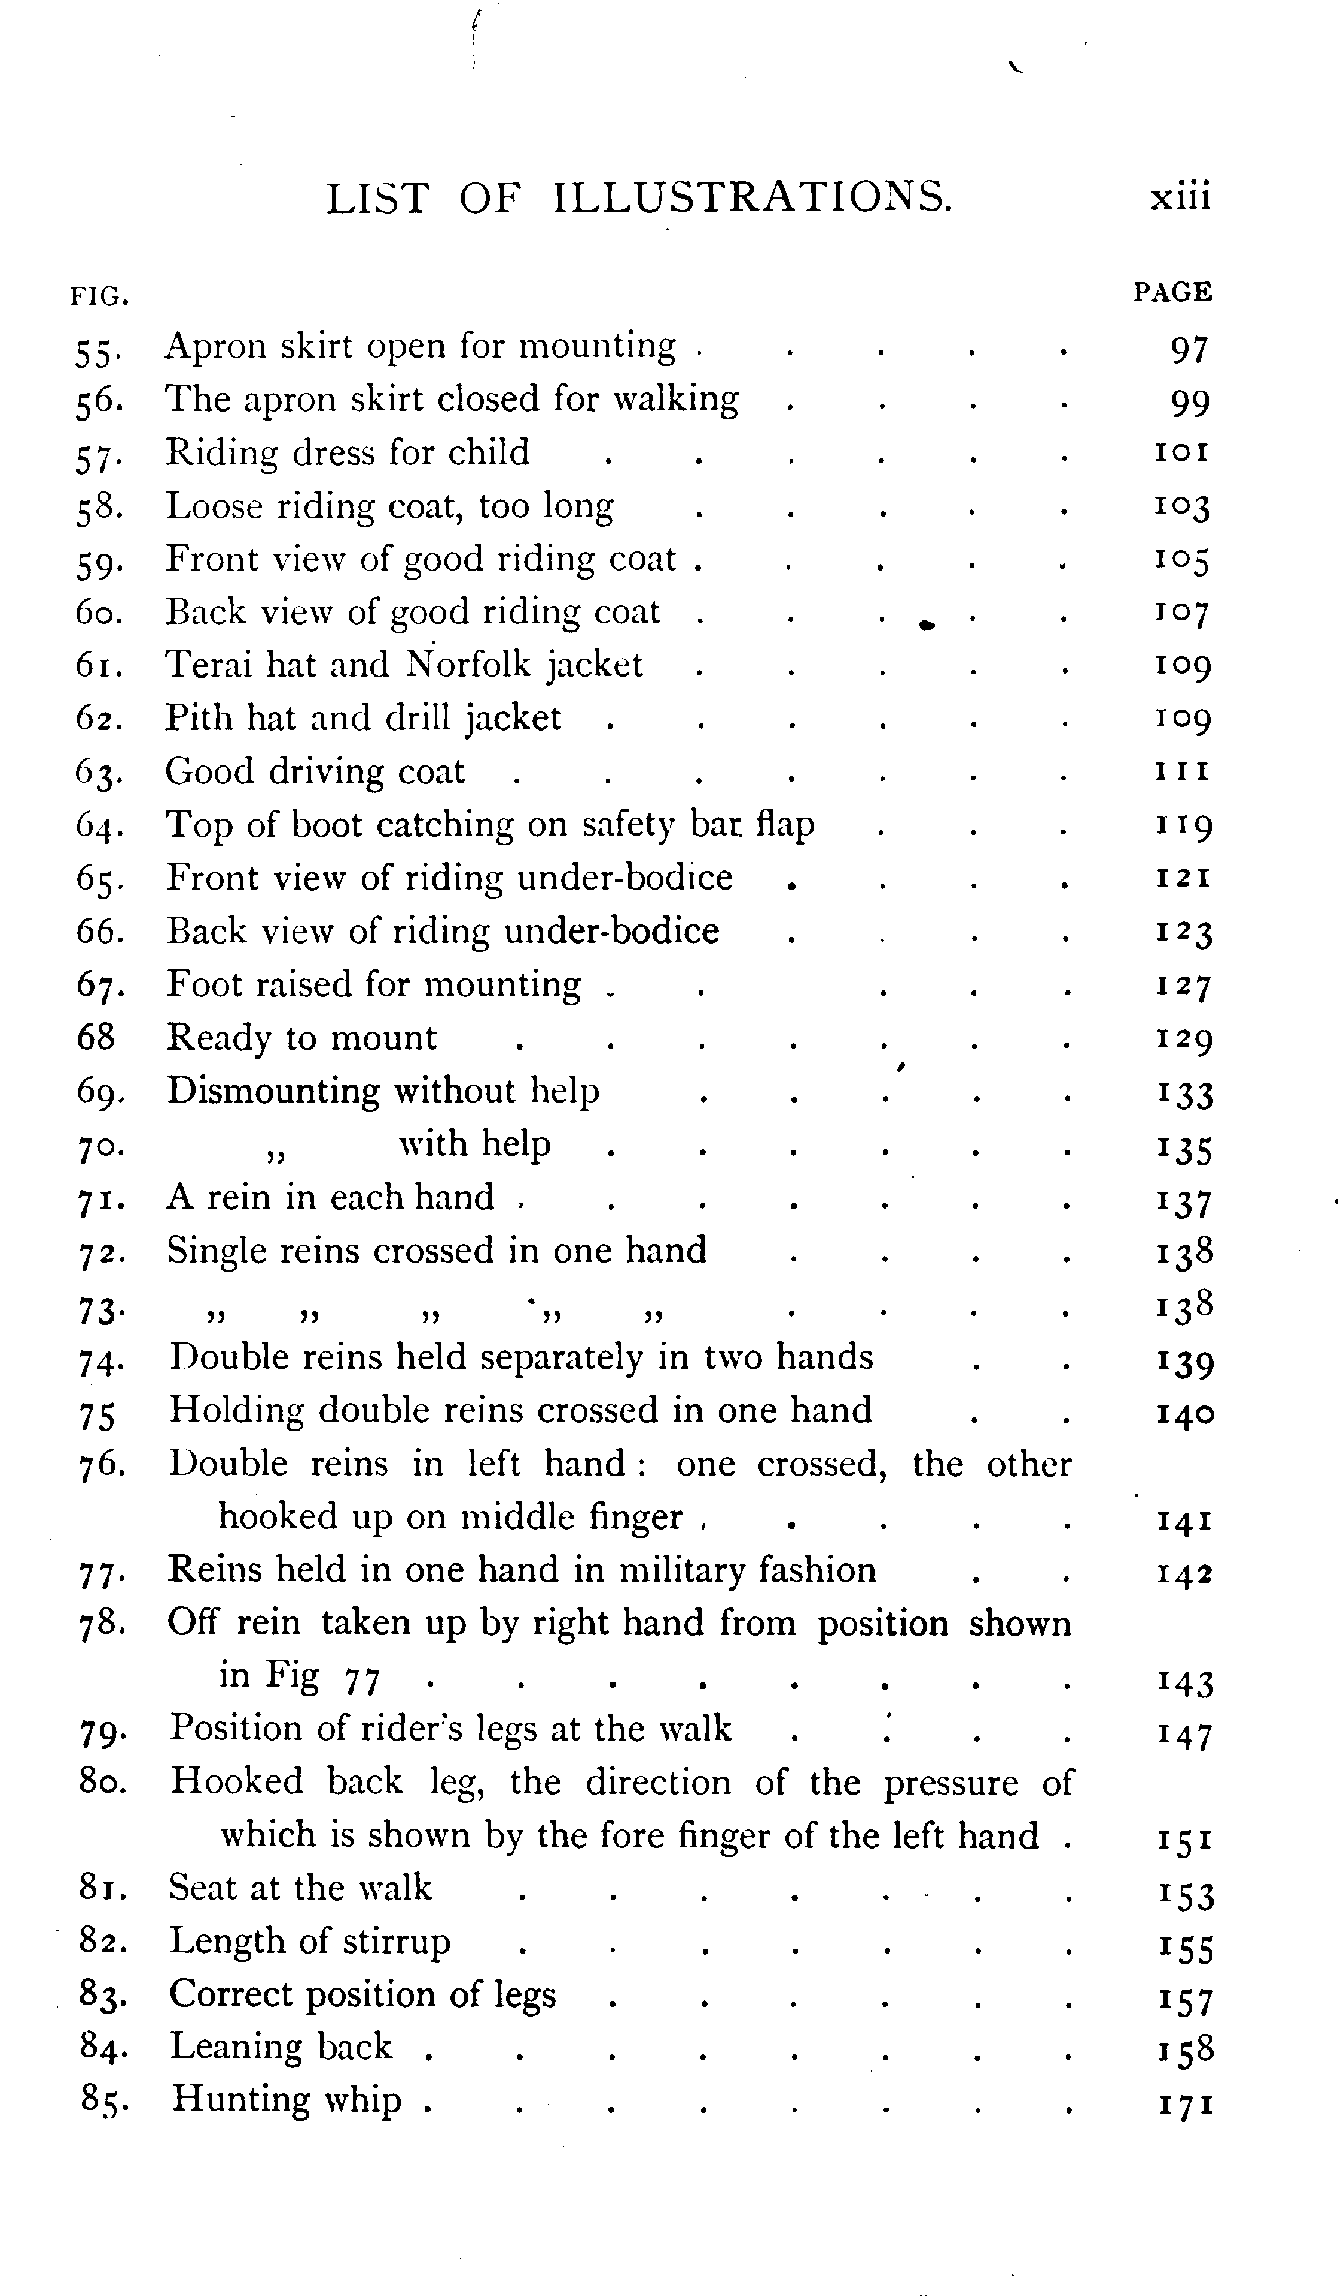 LIST OF ILLUSTRATIONS. xiii
FIG. PAGE
55. Apron skirt open for mounting . . . . . 97
56. The apron skirt closed for walking . . . . 99
57. Riding dress for child . . . . . . 101
58. Loose riding coat, too long . . . . . 103
59. Front view of good riding coat . . . . . 105
60. Back view of good riding coat . . . . . 107
61. Terai hat and Norfolk jacket . . . . . 109
62. Pith hat and drill jacket . . . . . . 109
63. Good driving coat . . . . . . . 111
64. Top of boot catching on safety bar flap . . . 119
65. Front view of riding under-bodice . . . . 121
66. Back view of riding under-bodice . . . . 123
67. Foot raised for mounting . . . . . 127
68 Ready to mount . . . . . . . 129
69. Dismounting without help . . . . . 133
70. ,, with help . . . . . . 135
71. A rein in each hand . . . . . . . 137
72. Single reins crossed in one hand . . . . 138
73. ,, ,, ,, ,, ,, . . . . 138
74. Double reins held separately in two hands . . 139
75 Holding double reins crossed in one hand . . 140
76. Double reins in left hand : one crossed, the other
hooked up on middle finger . . . . . 141
77. Reins held in one hand in military fashion . . 142
78. Off rein taken up by right hand from position shown
in Fig 77 . . . . . . . . 143
79. Position of rider's legs at the walk . . . . 147
80. Hooked back leg, the direction of the pressure of
which is shown by the fore finger of the left hand . 151
81. Seat at the walk . . . . . . . 153
82. Length of stirrup . . . . . . . 155
83. Correct position of legs . . . . . . 157
84. Leaning back . . . . . . . . 158
85. Hunting whip . . . . . . . . 171